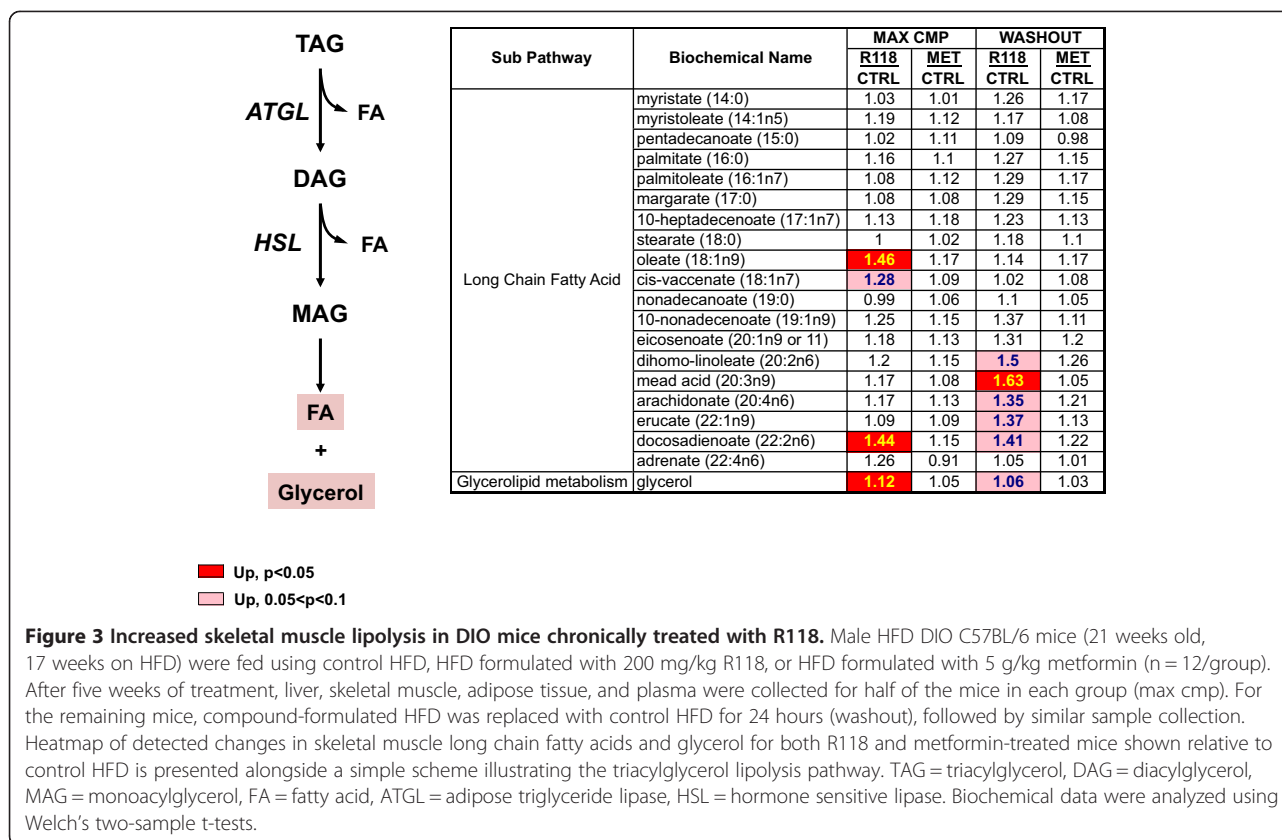 TAG
ATGL
FA
DAG
HSL
FA
MAG
FA
+
Glycerol
Sub Pathway Biochemical Name MAX CMP WASHOUT
R118 MET R118 MET
CTRL CTRL CTRL CTRL
Long Chain Fatty Acid
myristate (14:0) 1.03 1.01 1.26 1.17
myristoleate (14:1n5) 1.19 1.12 1.17 1.08
pentadecanoate (15:0) 1.02 1.11 1.09 0.98
palmitate (16:0) 1.16 1.1 1.27 1.15
palmitoleate (16:1n7) 1.08 1.12 1.29 1.17
margarate (17:0) 1.08 1.08 1.29 1.15
10-heptadecenoate (17:1n7) 1.13 1.18 1.23 1.13
stearate (18:0) 1 1.02 1.18 1.1
oleate (18:1n9) 1.46 1.17 1.14 1.17
cis-vaccenate (18:1n7) 1.28 1.09 1.02 1.08
nonadecanoate (19:0) 0.99 1.06 1.1 1.05
10-nonadecenoate (19:1n9) 1.25 1.15 1.37 1.11
eicosenoate (20:1n9 or 11) 1.18 1.13 1.31 1.2
dihomo-linoleate (20:2n6) 1.2 1.15 1.5 1.26
mead acid (20:3n9) 1.17 1.08 1.63 1.05
arachidonate (20:4n6) 1.17 1.13 1.35 1.21
erucate (22:1n9) 1.09 1.09 1.37 1.13
docosadienoate (22:2n6) 1.44 1.15 1.41 1.22
adrenate (22:4n6) 1.26 0.91 1.05 1.01
Glycerolipid metabolism glycerol 1.12 1.05 1.06 1.03
Up, p<0.05
Up, 0.05<p<0.1
Figure 3 Increased skeletal muscle lipolysis in DIO mice chronically treated with R118. Male HFD DIO C57BL/6 mice (21 weeks old,
17 weeks on HFD) were fed using control HFD, HFD formulated with 200 mg/kg R118, or HFD formulated with 5 g/kg metformin (n = 12/group).
After five weeks of treatment, liver, skeletal muscle, adipose tissue, and plasma were collected for half of the mice in each group (max cmp). For
the remaining mice, compound-formulated HFD was replaced with control HFD for 24 hours (washout), followed by similar sample collection.
Heatmap of detected changes in skeletal muscle long chain fatty acids and glycerol for both R118 and metformin-treated mice shown relative to
control HFD is presented alongside a simple scheme illustrating the triacylglycerol lipolysis pathway. TAG = triacylglycerol, DAG = diacylglycerol,
MAG = monoacylglycerol, FA = fatty acid, ATGL = adipose triglyceride lipase, HSL = hormone sensitive lipase. Biochemical data were analyzed using
Welch's two-sample t-tests.